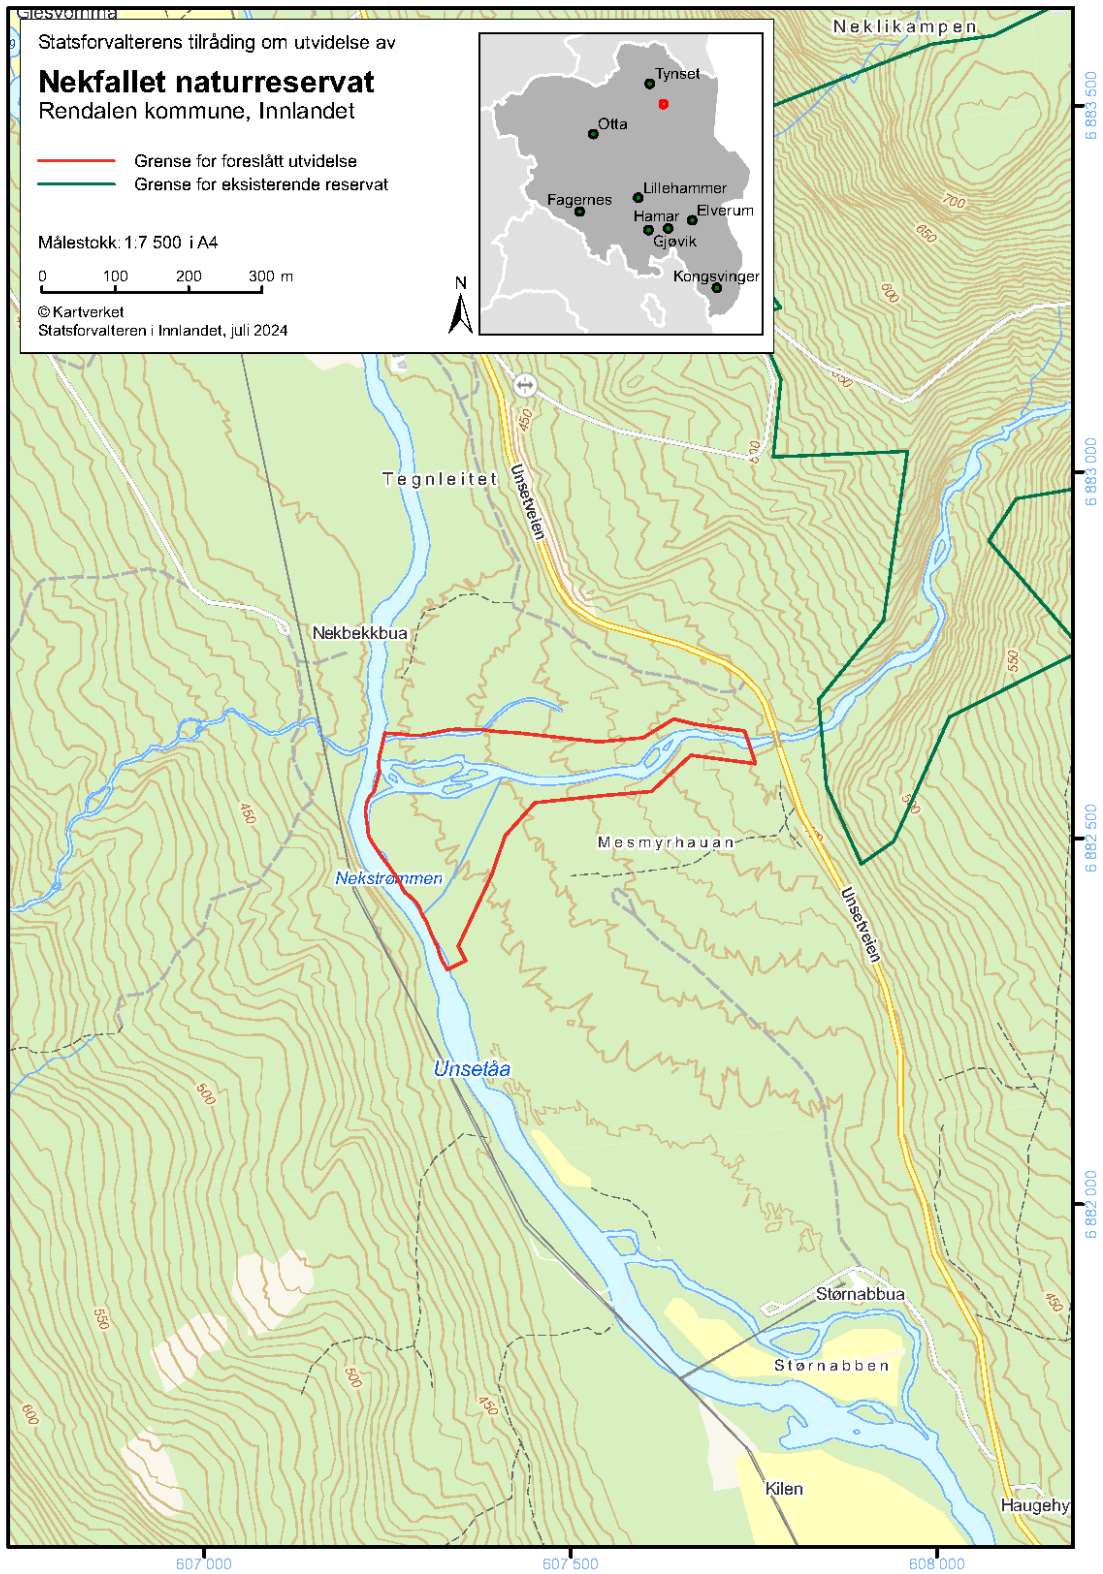 Glesvomma
Neklikampen
Statsforvalterens tilråding om utvidelse av
Nekfallet naturreservat
Rendalen kommune, Innlandet
Grense for foreslått utvidelse
Grense for eksisterende reservat
Målestokk: 1:7 500 i A4
0 100 200 300 m
© Kartverket
Statsforvalteren i Innlandet, juli 2024
N
Tynset
Otta
Lillehammer
Fagernes
Elverum
Hamar
Gjøvik
Kongsvinger
6 883 500
700
650
600
550
450
500
Tegnleitet
Unsetveien
6 883 000
Nekbekkbua
550
450
500
450
Mesmyrhauan
6 882 500
Nekstrømmen
Unsetveien
Unsetåa
500
6 882 000
Størnabbua
450
550
Størnabben
500
450
600
Kilen
Haugehy
607 000
607 500
608 000